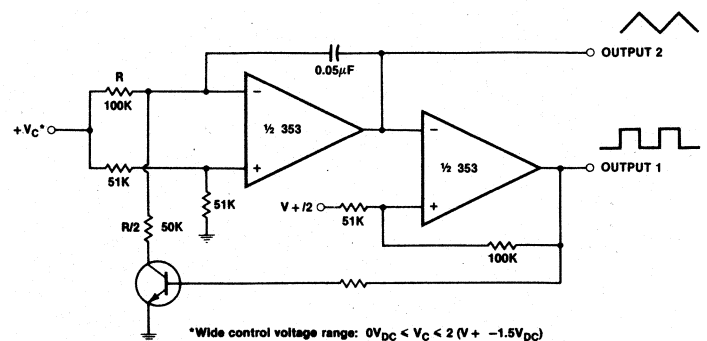 OUTPUT 2
0.05µF
R
100K
+ VC*
½ 353
½ 353
OUTPUT 1
51K
51K
V +/2
51K
R/2
50K
100K
*Wide control voltage range: 0VDC ≤ VC ≤ 2 (V+ −1.5VDC)
−
+
−
+